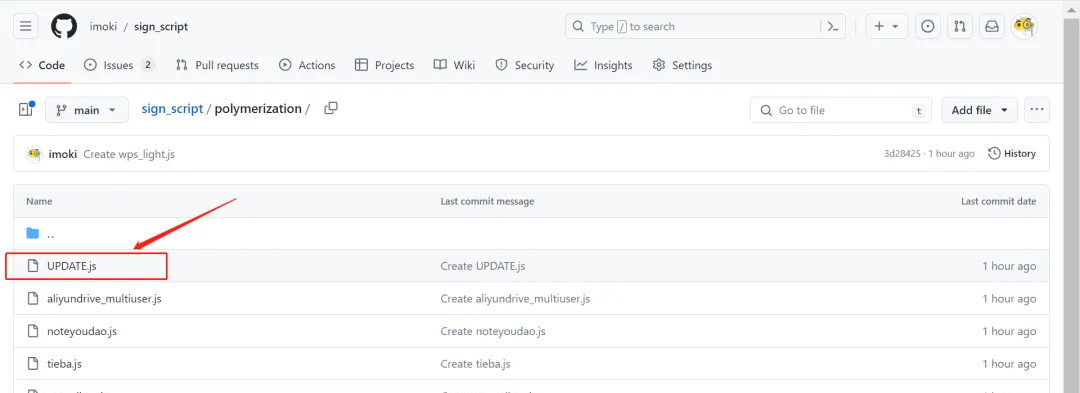 imoki / sign_script
Type / to search
Code Issues 2 Pull requests Actions Projects Wiki Security Insights Settings
main sign_script / polymerization / Go to file t Add file
imoki Create wps_light.js 3d28425 · 1 hour ago History
Name Last commit message Last commit date
..
UPDATE.js Create UPDATE.js 1 hour ago
aliyundrive_multiuser.js Create aliyundrive_multiuser.js 1 hour ago
noteyoudao.js Create noteyoudao.js 1 hour ago
tieba.js Create tieba.js 1 hour ago